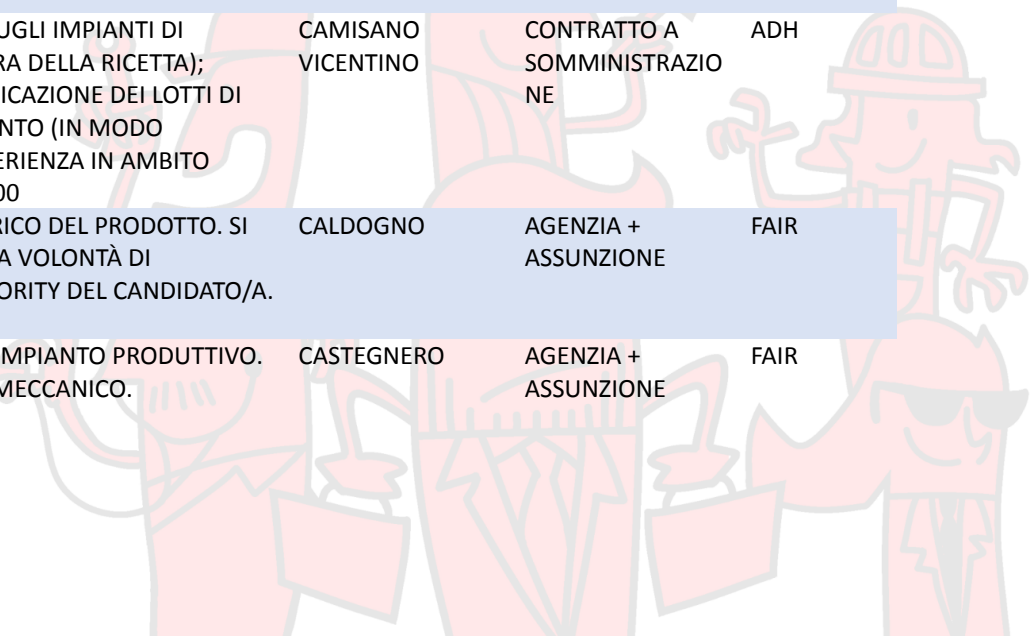 UGLI IMPIANTI DI CAMISANO CONTRATTO A ADH
RA DELLA RICETTA); VICENTINO SOMMINISTRAZIO
ICAZIONE DEI LOTTI DI NE
NTO (IN MODO
ERIENZA IN AMBITO
00
RICO DEL PRODOTTO. SI CALDOGNO AGENZIA + FAIR
A VOLONTÀ DI ASSUNZIONE
ORITY DEL CANDIDATO/A.
IMPIANTO PRODUTTIVO. CASTEGNERO AGENZIA + FAIR
MECCANICO. ASSUNZIONE